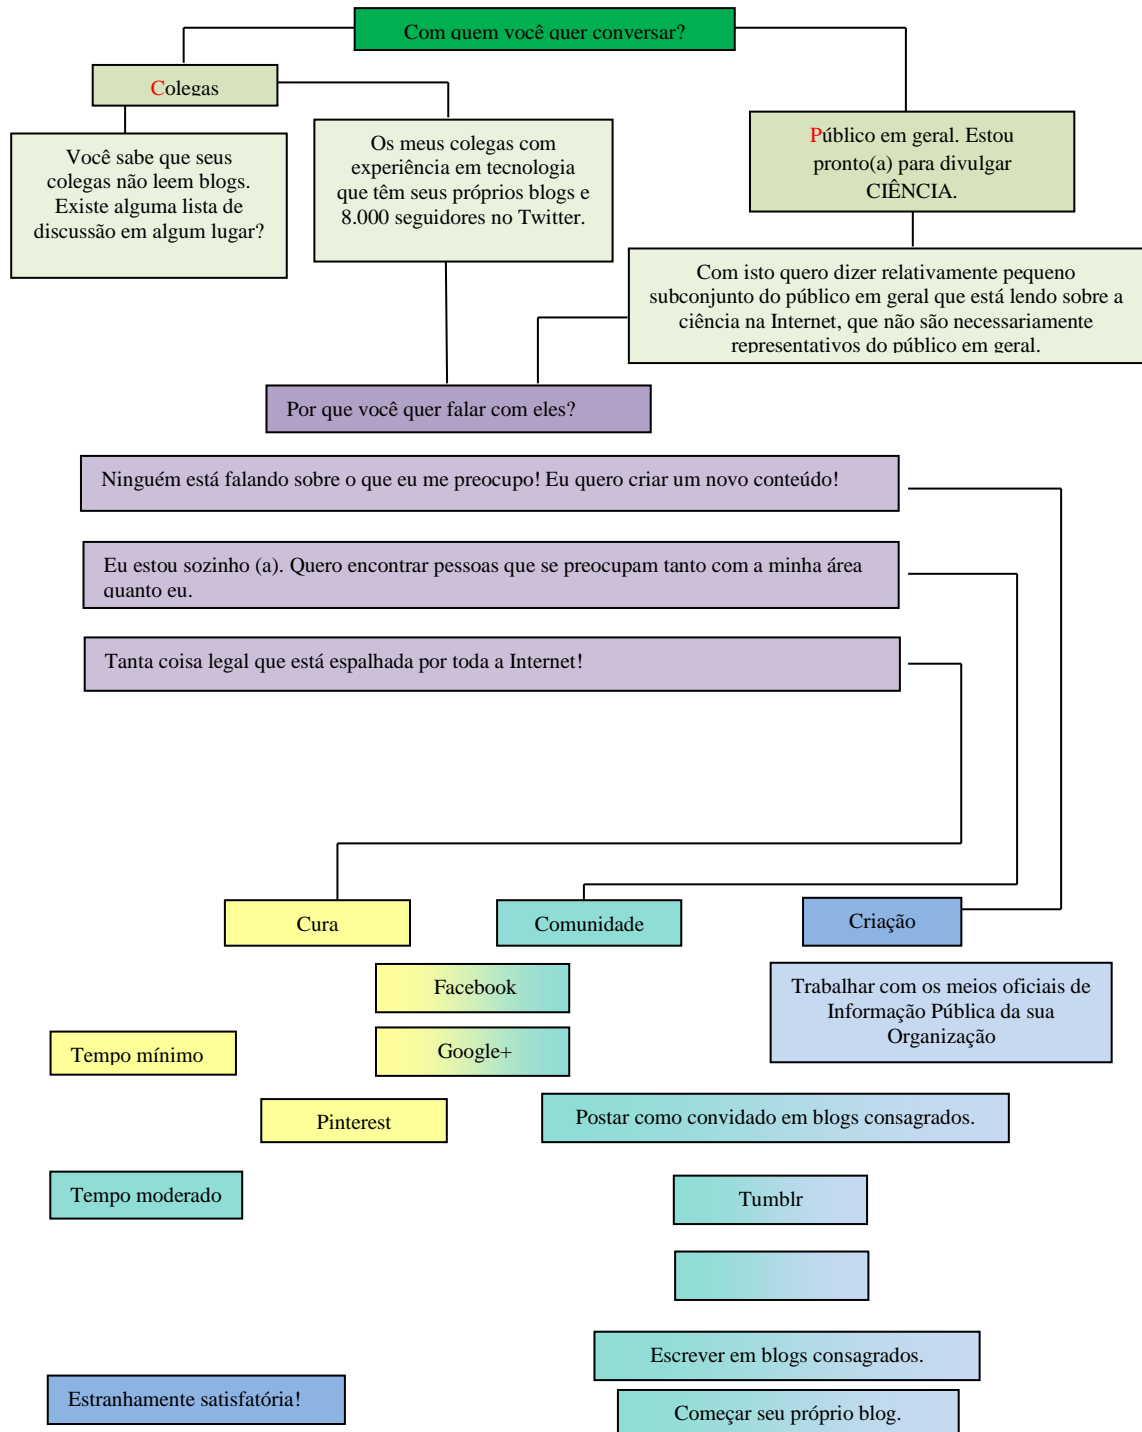 Com quem você quer conversar?
Colegas
Você sabe que seus
colegas não leem blogs.
Existe alguma lista de
discussão em algum lugar?
Os meus colegas com
experiência em tecnologia
que têm seus próprios blogs e
8.000 seguidores no Twitter.
Público em geral. Estou
pronto(a) para divulgar
CIÊNCIA.
Com isto quero dizer relativamente pequeno
subconjunto do público em geral que está lendo sobre a
ciência na Internet, que não são necessariamente
representativos do público em geral.
Por que você quer falar com eles?
Ninguém está falando sobre o que eu me preocupo! Eu quero criar um novo conteúdo!
Eu estou sozinho (a). Quero encontrar pessoas que se preocupam tanto com a minha área
quanto eu.
Tanta coisa legal que está espalhada por toda a Internet!
Cura
Comunidade
Criação
Facebook
Trabalhar com os meios oficiais de
Informação Pública da sua
Organização
Tempo mínimo
Google+
Pinterest
Postar como convidado em blogs consagrados.
Tempo moderado
Tumblr
Escrever em blogs consagrados.
Estranhamente satisfatória!
Começar seu próprio blog.